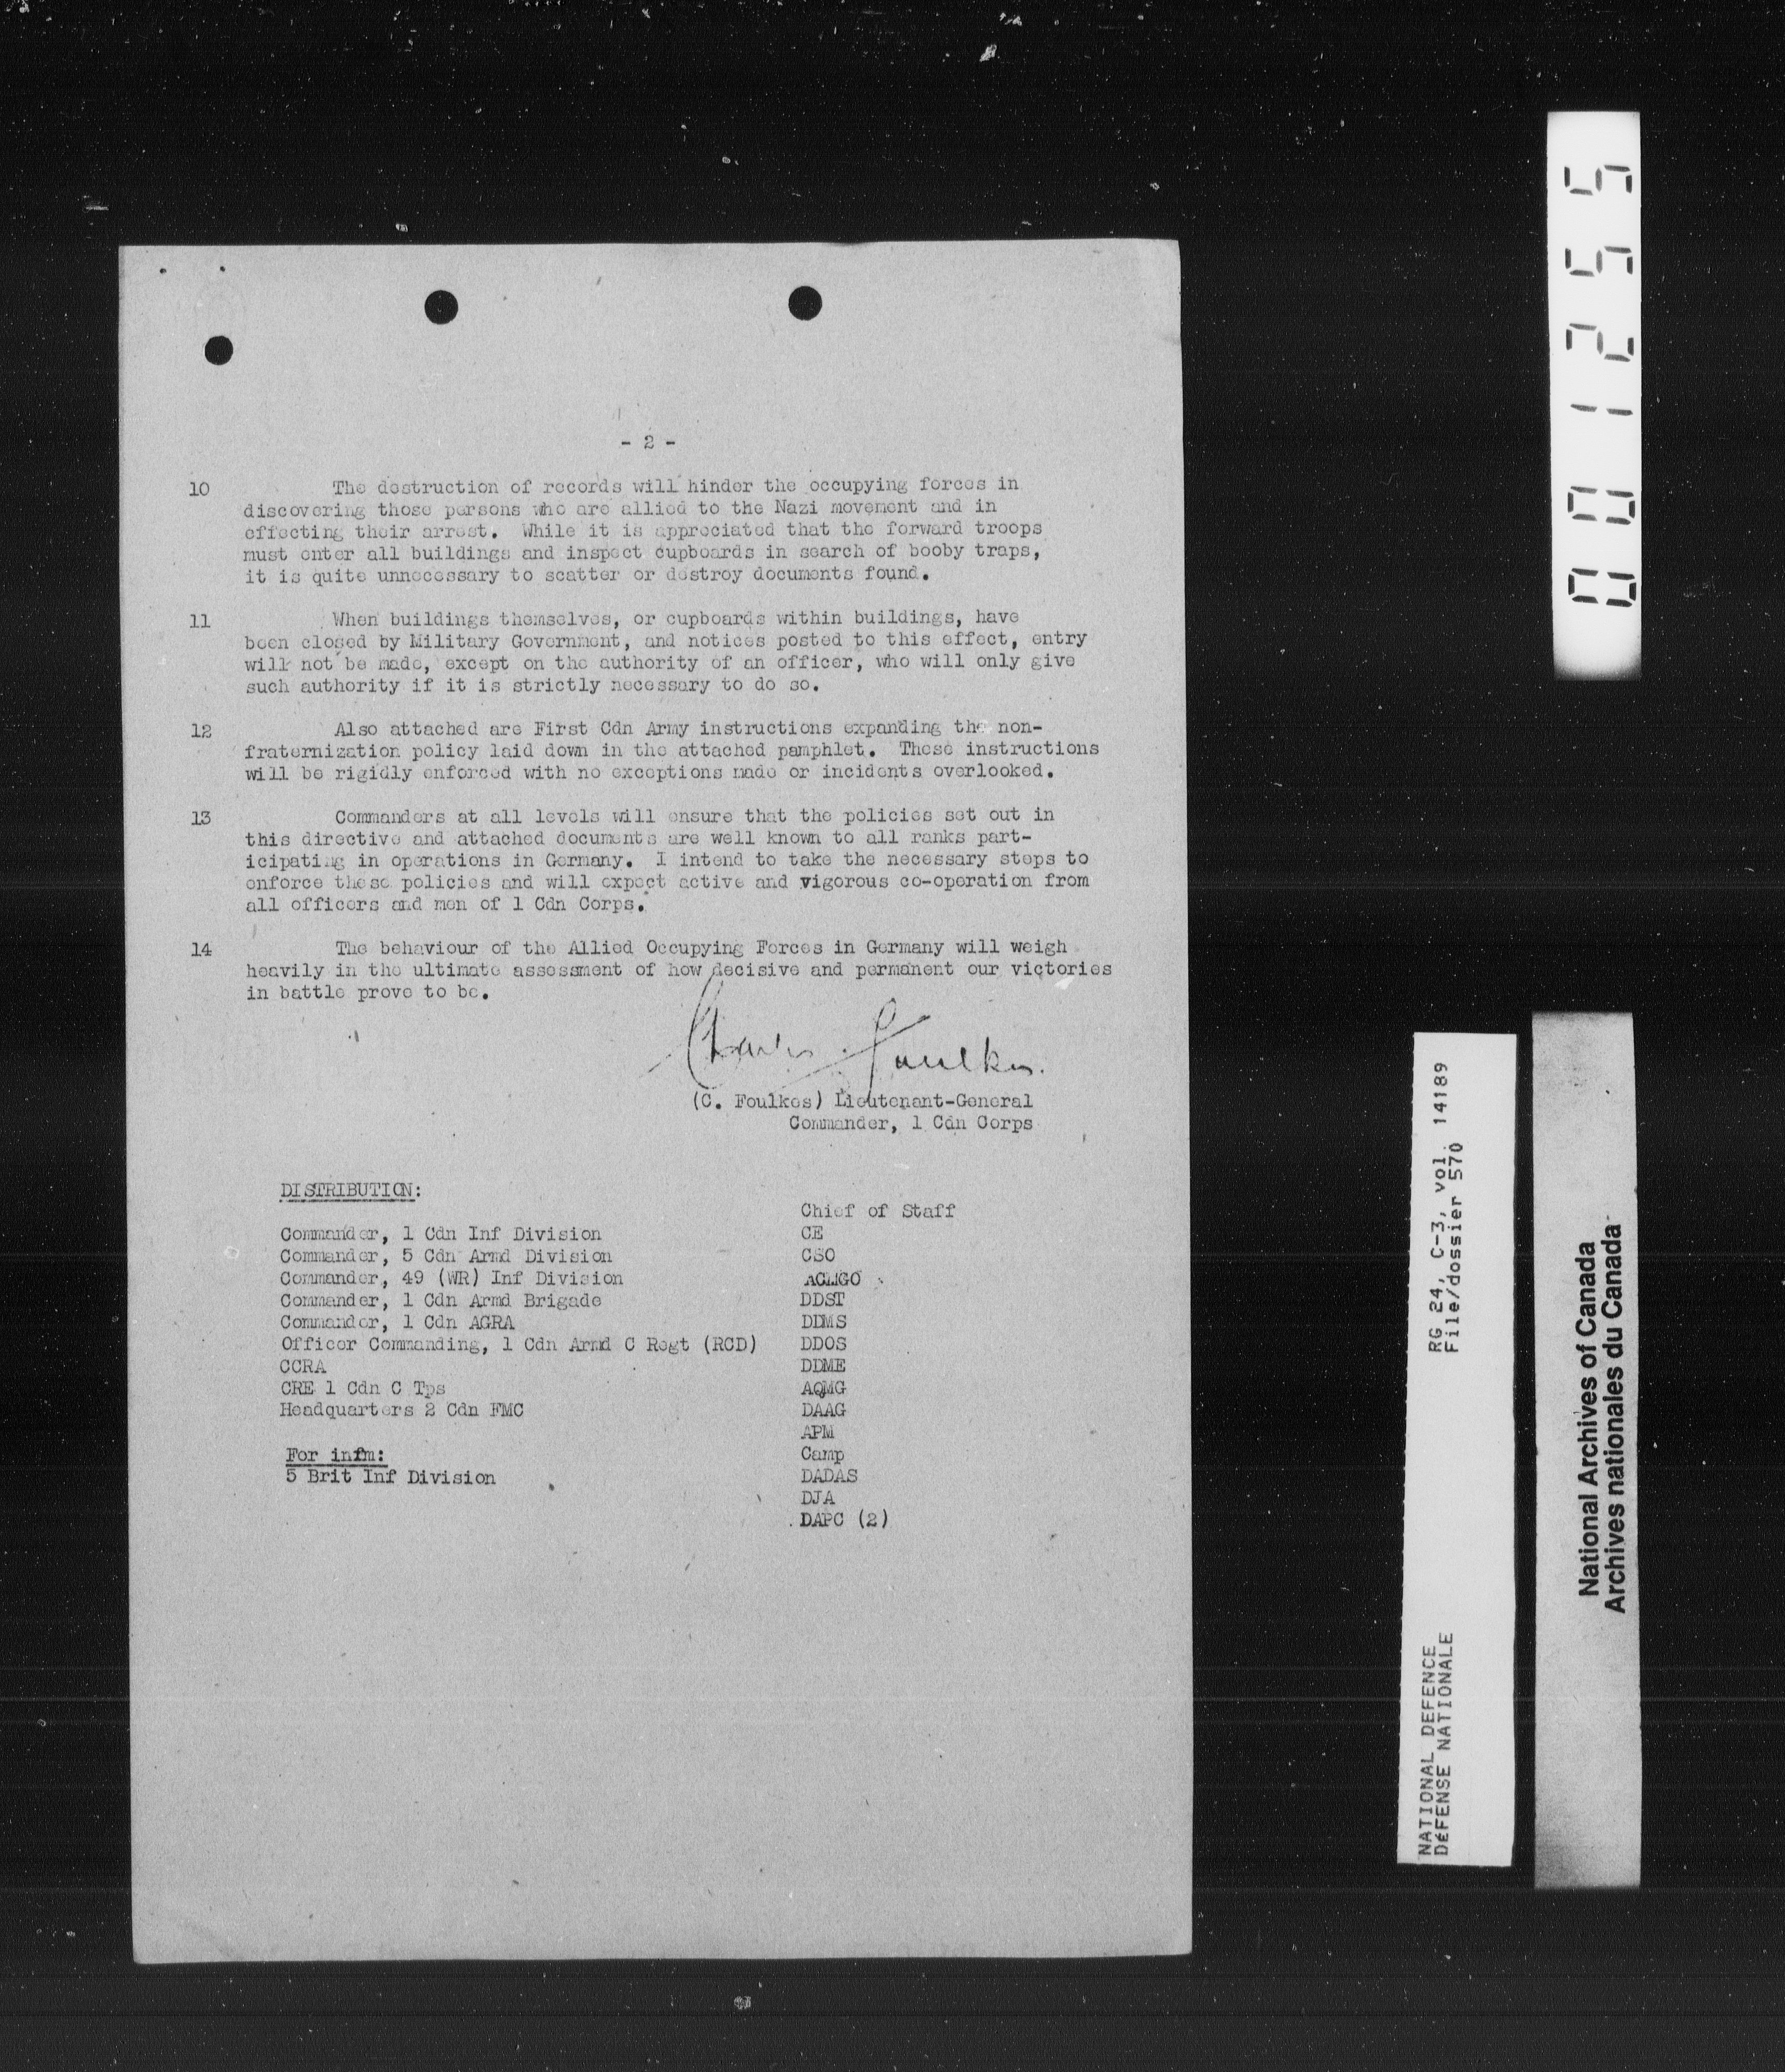 - 2 -
10 The destruction of records will hinder the occupying forces in
discovering those persons who are allied to the Nazi movement and in
effecting their arrest. While it is appreciated that the forward troops
must enter all buildings and inspect cupboards in search of booby traps,
it is quite unnecessary to scatter or destroy documents found.
11 When buildings themselves, or cupboards within buildings, have
been closed by Military Government, and notices posted to this effect, entry
will not be made, except on the authority of an officer, who will only give
such authority if it is strictly necessary to do so.
12 Also attached are First Cdn Army instructions expanding the non-
fraternization policy laid down in the attached pamphlet. These instructions
will be rigidly enforced with no exceptions made or incidents overlooked.
13 Commanders at all levels will ensure that the policies set out in
this directive and attached documents are well known to all ranks part-
icipating in operations in Germany. I intend to take the necessary steps to
enforce these policies and will expect active and vigorous co-operation from
all officers and men of 1 Cdn Corps.
14 The behaviour of the Allied Occupying Forces in Germany will weigh
heavily in the ultimate assessment of how decisive and permanent our victories
in battle prove to be.
Charles Foulkes.
(C. Foulkes) Lieutenant-General
Commander, 1 Cdn Corps
DISTRIBUTION:
Commander, 1 Cdn Inf Division
Commander, 5 Cdn Armd Division
Commander, 49 (WR) Inf Division
Commander, 1 Cdn Armd Brigade
Commander, 1 Cdn AGRA
Officer Commanding, 1 Cdn Armd C Regt (RCD)
CCRA
CRE 1 Cdn C Tps
Headquarters 2 Cdn FMC
For infm:
5 Brit Inf Division
Chief of Staff
CE
CSO
DDST
DDMS
DDOS
DDME
AQMG
DAAG
APM
Camp
DADAS
DJA
DAPC (2)
001255
NATIONAL DEFENCE RG 24, C-3, vol. 14189
DéFENSE NATIONALE File/dossier 570
National Archives of Canada
Archives nationales du Canada